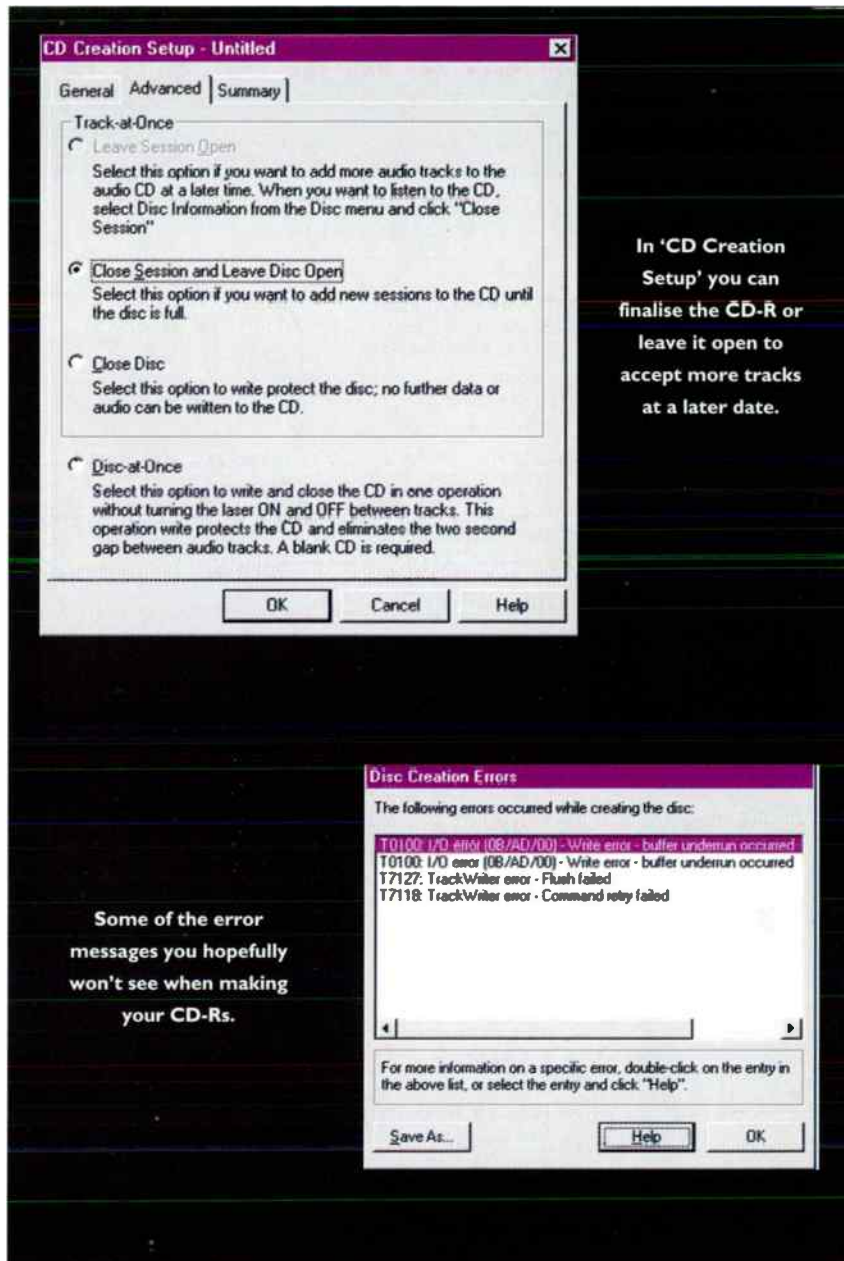 CD Creation Setup - Untitled
General Advanced Summary
Track-at-Once
Leave Session Open
Select this option if you want to add more audio tracks to the
audio CD at a later time. When you want to listen to the CD,
select Disc Information from the Disc menu and click "Close
Session"
Close Session and Leave Disc Open
Select this option if you want to add new sessions to the CD until
the disc is full.
Close Disc
Select this option to write protect the disc; no further data or
audio can be written to the CD.
Disc-at-Once
Select this option to write and close the CD in one operation
without turning the laser ON and OFF between tracks. This
operation write protects the CD and eliminates the two second
gap between audio tracks. A blank CD is required.
OK Cancel Help
In ‘CD Creation
Setup’ you can
finalise the CD-R or
leave it open to
accept more tracks
at a later date.
Disc Creation Errors
The following errors occurred while creating the disc:
T0100: I/O error (0B/AD/00) - Write error - buffer underrun occurred
T0100: I/O error (0B/AD/00) - Write error - buffer underrun occurred
T7127: TrackWriter error - Flush failed
T7118: TrackWriter error - Command retry failed
For more information on a specific error, double-click on the entry in
the above list, or select the entry and click "Help".
Save As... Help OK
Some of the error
messages you hopefully
won’t see when making
your CD-Rs.